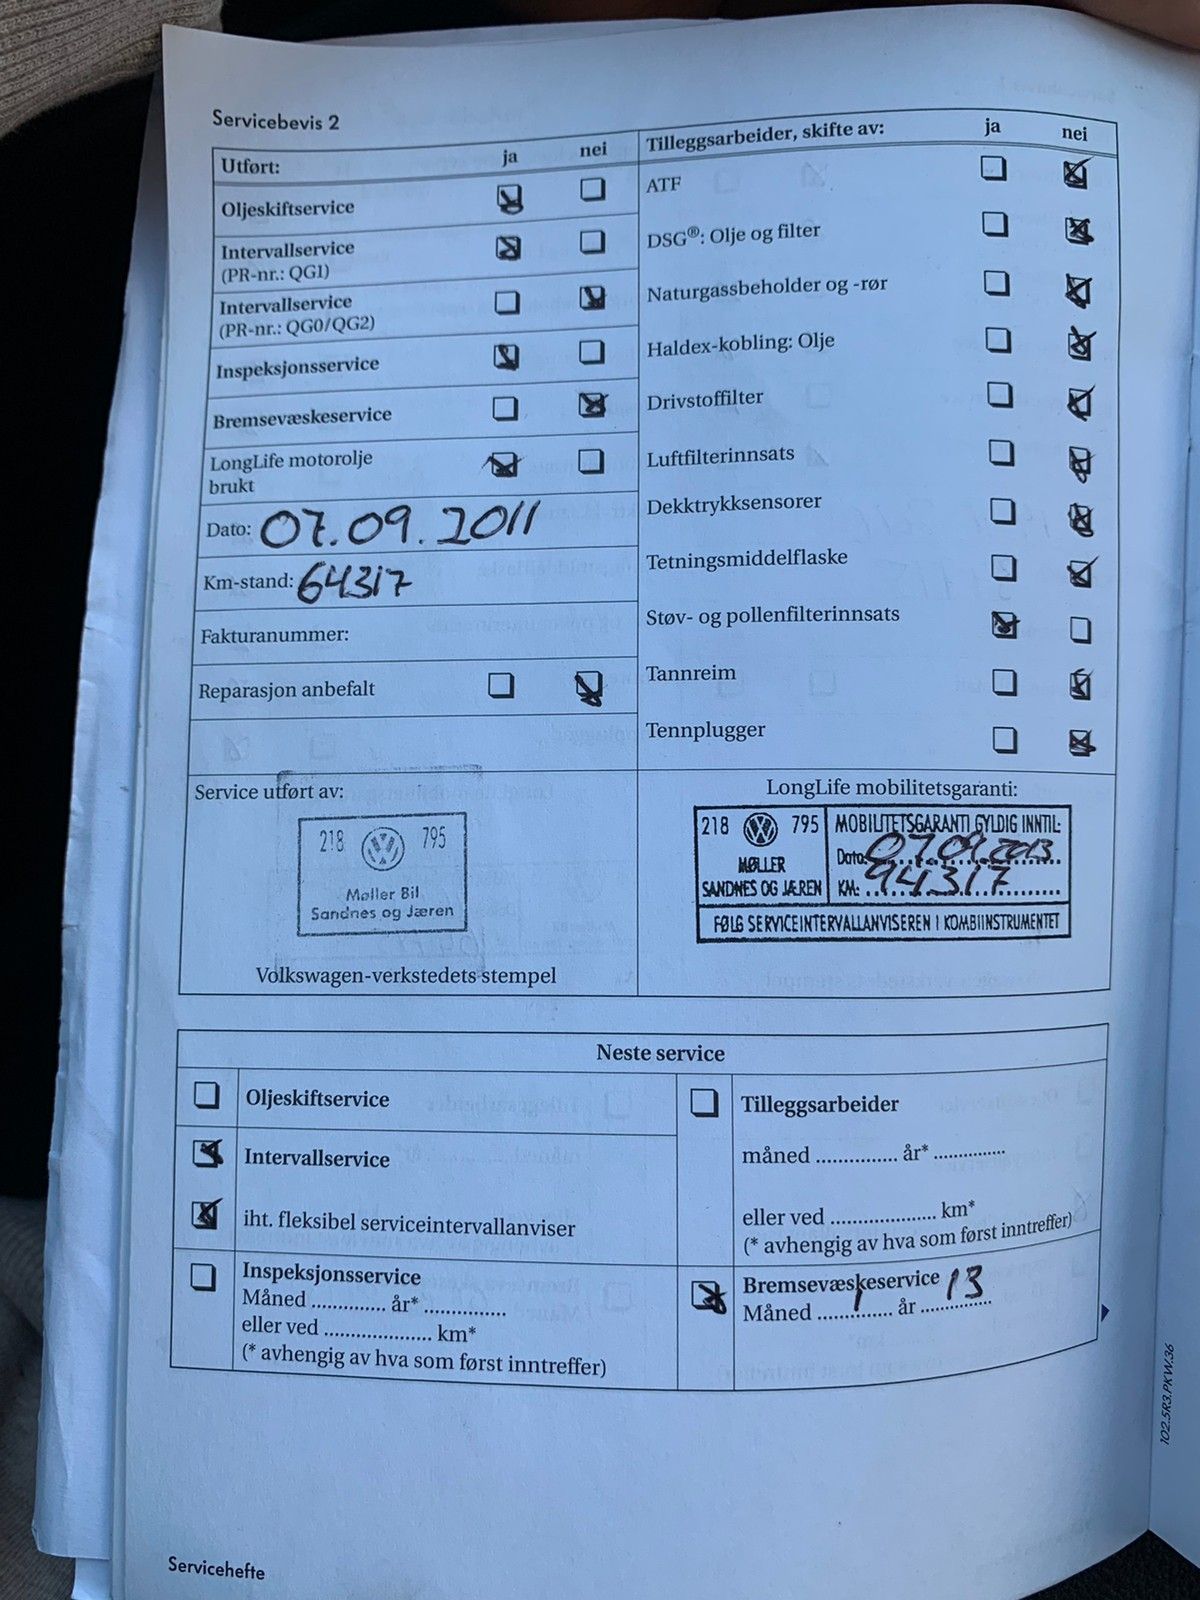 Servicebevis 2
Utført: ja nei
Oljeskiftservice
Intervallservice
(PR-nr.: QG1)
Intervallservice
(PR-nr.: QG0/QG2)
Inspeksjonsservice
Bremsevæskeservice
LongLife motorolje
brukt
Dato: 07.09.2011
Km-stand: 64317
Fakturanummer:
Reparasjon anbefalt
Tilleggsarbeider, skifte av: ja nei
ATF
DSG®: Olje og filter
Naturgassbeholder og -rør
Haldex-kobling: Olje
Drivstoffilter
Luftfilterinnsats
Dekktrykksensorer
Tetningsmiddelflaske
Støv- og pollenfilterinnsats
Tannreim
Tennplugger
Service utført av:
218 795
Møller Bil
Sandnes og Jæren
Volkswagen-verkstedets stempel
LongLife mobilitetsgaranti:
218 795
MØLLER
SANDNES OG JÆREN
MOBILITETSGARANTI GYLDIG INNTIL:
Dato: 07.09.2013
KM: 94317
FØLG SERVICEINTERVALLANVISEREN I KOMBIINSTRUMENTET
Neste service
Oljeskiftservice
Intervallservice
iht. fleksibel serviceintervallanviser
Inspeksjonsservice
Måned .............. år* ...............
eller ved .................... km*
(* avhengig av hva som først inntreffer)
Tilleggsarbeider
måned .............. år* .............
eller ved .................... km*
(* avhengig av hva som først inntreffer)
Bremsevæskeservice
Måned 1 år 13
102.5R3.PKW.36
Servicehefte